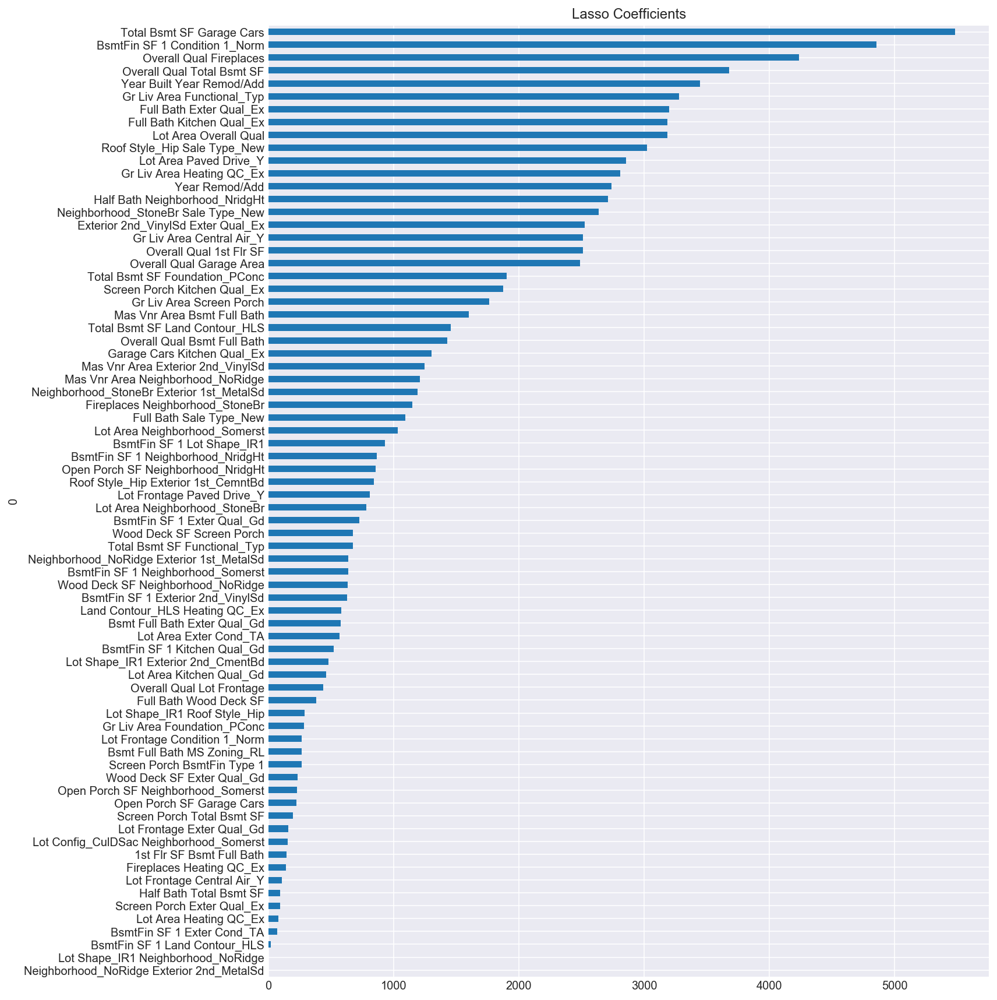 Lasso Coefficients
Total Bsmt SF Garage Cars
BsmtFin SF 1 Condition 1_Norm
Overall Qual Fireplaces
Overall Qual Total Bsmt SF
Year Built Year Remod/Add
Gr Liv Area Functional_Typ
Full Bath Exter Qual_Ex
Full Bath Kitchen Qual_Ex
Lot Area Overall Qual
Roof Style_Hip Sale Type_New
Lot Area Paved Drive_Y
Gr Liv Area Heating QC_Ex
Year Remod/Add
Half Bath Neighborhood_NridgHt
Neighborhood_StoneBr Sale Type_New
Exterior 2nd_VinylSd Exter Qual_Ex
Gr Liv Area Central Air_Y
Overall Qual 1st Flr SF
Overall Qual Garage Area
Total Bsmt SF Foundation_PConc
Screen Porch Kitchen Qual_Ex
Gr Liv Area Screen Porch
Mas Vnr Area Bsmt Full Bath
Total Bsmt SF Land Contour_HLS
Overall Qual Bsmt Full Bath
Garage Cars Kitchen Qual_Ex
Mas Vnr Area Exterior 2nd_VinylSd
Mas Vnr Area Neighborhood_NoRidge
Neighborhood_StoneBr Exterior 1st_MetalSd
Fireplaces Neighborhood_StoneBr
Full Bath Sale Type_New
Lot Area Neighborhood_Somerst
BsmtFin SF 1 Lot Shape_IR1
BsmtFin SF 1 Neighborhood_NridgHt
Open Porch SF Neighborhood_NridgHt
Roof Style_Hip Exterior 1st_CemntBd
Lot Frontage Paved Drive_Y
0
Lot Area Neighborhood_StoneBr
BsmtFin SF 1 Exter Qual_Gd
Wood Deck SF Screen Porch
Total Bsmt SF Functional_Typ
Neighborhood_NoRidge Exterior 1st_MetalSd
BsmtFin SF 1 Neighborhood_Somerst
Wood Deck SF Neighborhood_NoRidge
BsmtFin SF 1 Exterior 2nd_VinylSd
Land Contour_HLS Heating QC_Ex
Bsmt Full Bath Exter Qual_Gd
Lot Area Exter Cond_TA
BsmtFin SF 1 Kitchen Qual_Gd
Lot Shape_IR1 Exterior 2nd_CmentBd
Lot Area Kitchen Qual_Gd
Overall Qual Lot Frontage
Full Bath Wood Deck SF
Lot Shape_IR1 Roof Style_Hip
Gr Liv Area Foundation_PConc
Lot Frontage Condition 1_Norm
Bsmt Full Bath MS Zoning_RL
Screen Porch BsmtFin Type 1
Wood Deck SF Exter Qual_Gd
Open Porch SF Neighborhood_Somerst
Open Porch SF Garage Cars
Screen Porch Total Bsmt SF
Lot Frontage Exter Qual_Gd
Lot Config_CulDSac Neighborhood_Somerst
1st Flr SF Bsmt Full Bath
Fireplaces Heating QC_Ex
Lot Frontage Central Air_Y
Half Bath Total Bsmt SF
Screen Porch Exter Qual_Ex
Lot Area Heating QC_Ex
BsmtFin SF 1 Exter Cond_TA
BsmtFin SF 1 Land Contour_HLS
Lot Shape_IR1 Neighborhood_NoRidge
Neighborhood_NoRidge Exterior 2nd_MetalSd
0 1000 2000 3000 4000 5000